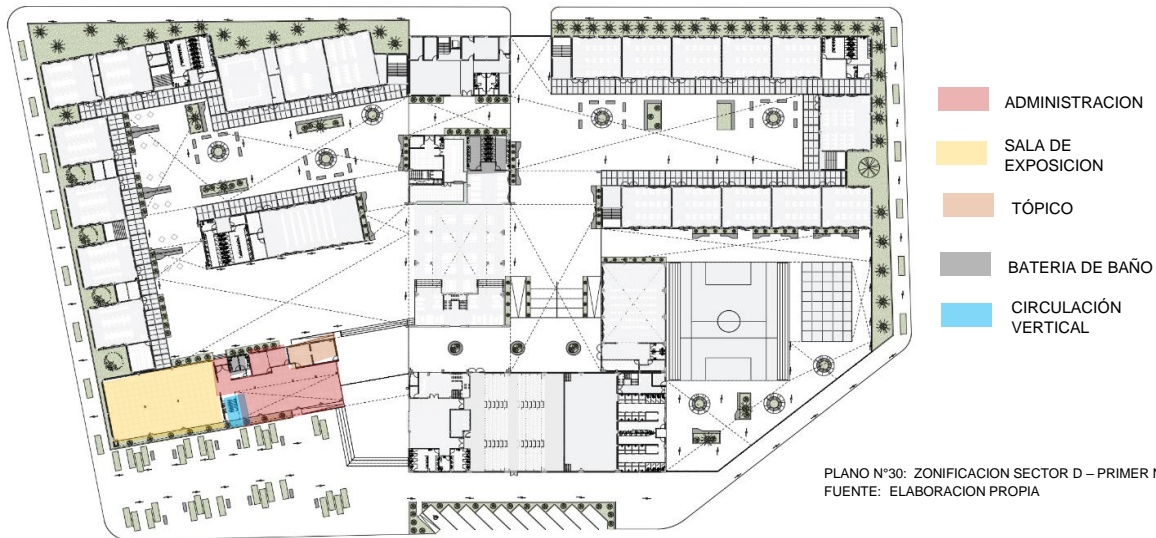 ADMINISTRACION
SALA DE
EXPOSICION
TÓPICO
BATERIA DE BAÑO
CIRCULACIÓN
VERTICAL
PLANO N°30: ZONIFICACION SECTOR D – PRIMER N
FUENTE: ELABORACION PROPIA